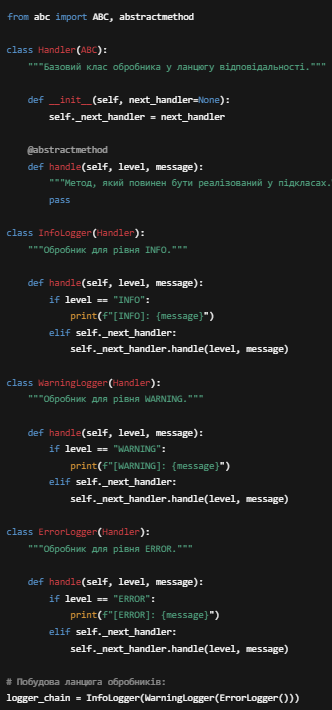 from abc import ABC, abstractmethod
class Handler(ABC):
"""Базовий клас обробника у ланцюгу відповідальності."""
def __init__(self, next_handler=None):
self._next_handler = next_handler
@abstractmethod
def handle(self, level, message):
"""Метод, який повинен бути реалізований у підкласах.
pass
class InfoLogger(Handler):
"""Обробник для рівня INFO."""
def handle(self, level, message):
if level == "INFO":
print(f"[INFO]: {message}")
elif self._next_handler:
self._next_handler.handle(level, message)
class WarningLogger(Handler):
"""Обробник для рівня WARNING."""
def handle(self, level, message):
if level == "WARNING":
print(f"[WARNING]: {message}")
elif self._next_handler:
self._next_handler.handle(level, message)
class ErrorLogger(Handler):
"""Обробник для рівня ERROR."""
def handle(self, level, message):
if level == "ERROR":
print(f"[ERROR]: {message}")
elif self._next_handler:
self._next_handler.handle(level, message)
# Побудова ланцюга обробників:
logger_chain = InfoLogger(WarningLogger(ErrorLogger()))